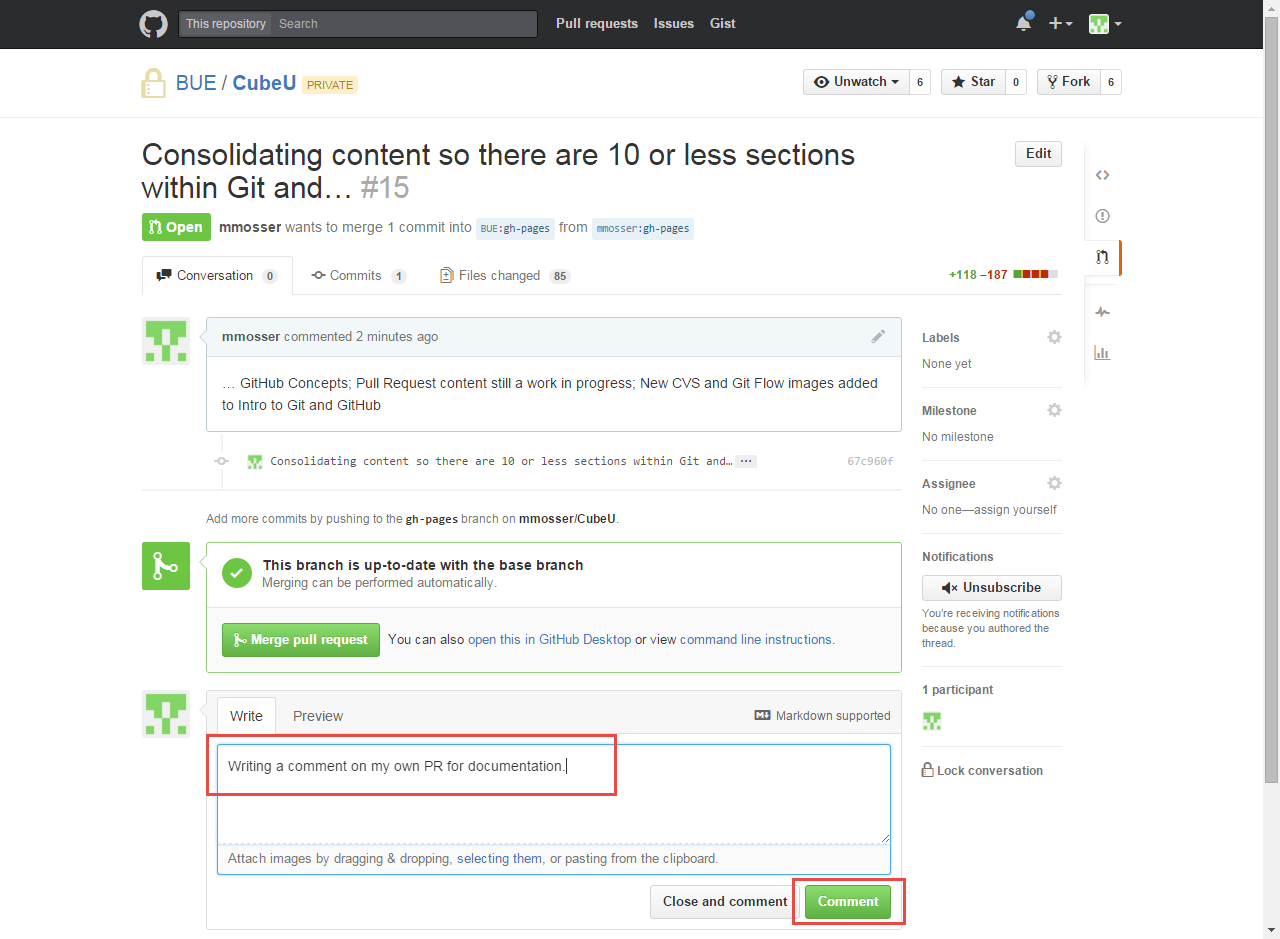 This repository Search Pull requests Issues Gist
BUE / CubeU PRIVATE
Unwatch 6 Star 0 Fork 6
Consolidating content so there are 10 or less sections
within Git and… #15
Edit
Open mmosser wants to merge 1 commit into BUE:gh-pages from mmosser:gh-pages
Conversation 0 Commits 1 Files changed 85 +118 −187
mmosser commented 2 minutes ago
… GitHub Concepts; Pull Request content still a work in progress; New CVS and Git Flow images added
to Intro to Git and GitHub
Consolidating content so there are 10 or less sections within Git and… … 67c960f
Add more commits by pushing to the gh-pages branch on mmosser/CubeU.
This branch is up-to-date with the base branch
Merging can be performed automatically.
Merge pull request You can also open this in GitHub Desktop or view command line instructions.
Write Preview Markdown supported
Writing a comment on my own PR for documentation.
Attach images by dragging & dropping, selecting them, or pasting from the clipboard.
Close and comment Comment
Labels
None yet
Milestone
No milestone
Assignee
No one—assign yourself
Notifications
Unsubscribe
You're receiving notifications
because you authored the
thread.
1 participant
Lock conversation